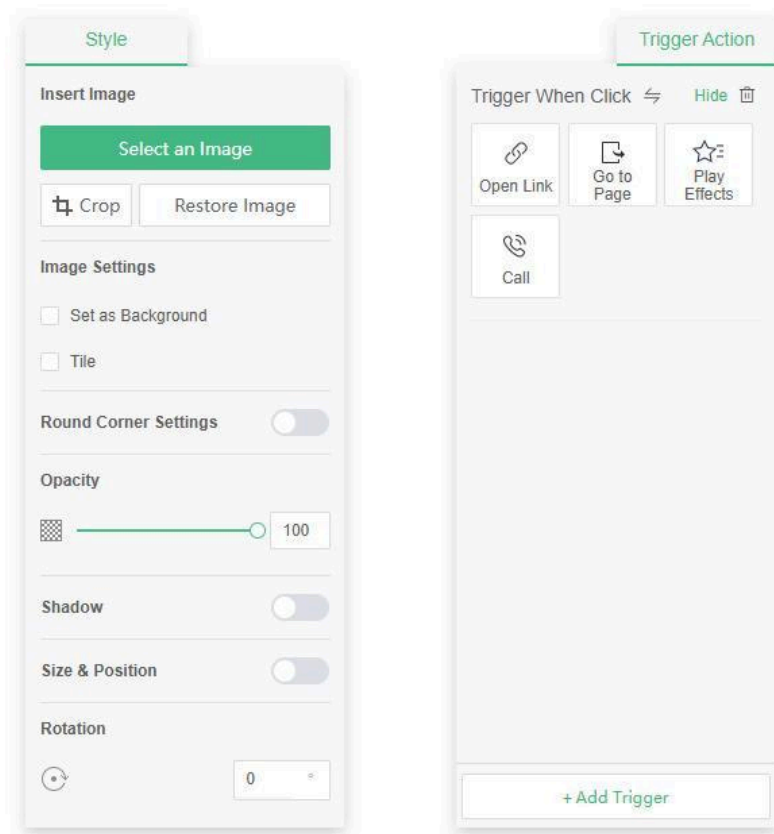 Style
Insert Image
Select an Image
Crop
Restore Image
Image Settings
Set as Background
Tile
Round Corner Settings
Opacity
100
Shadow
Size & Position
Rotation
0 °
Trigger Action
Trigger When Click
Hide
Open Link
Go to
Page
Play
Effects
Call
+ Add Trigger